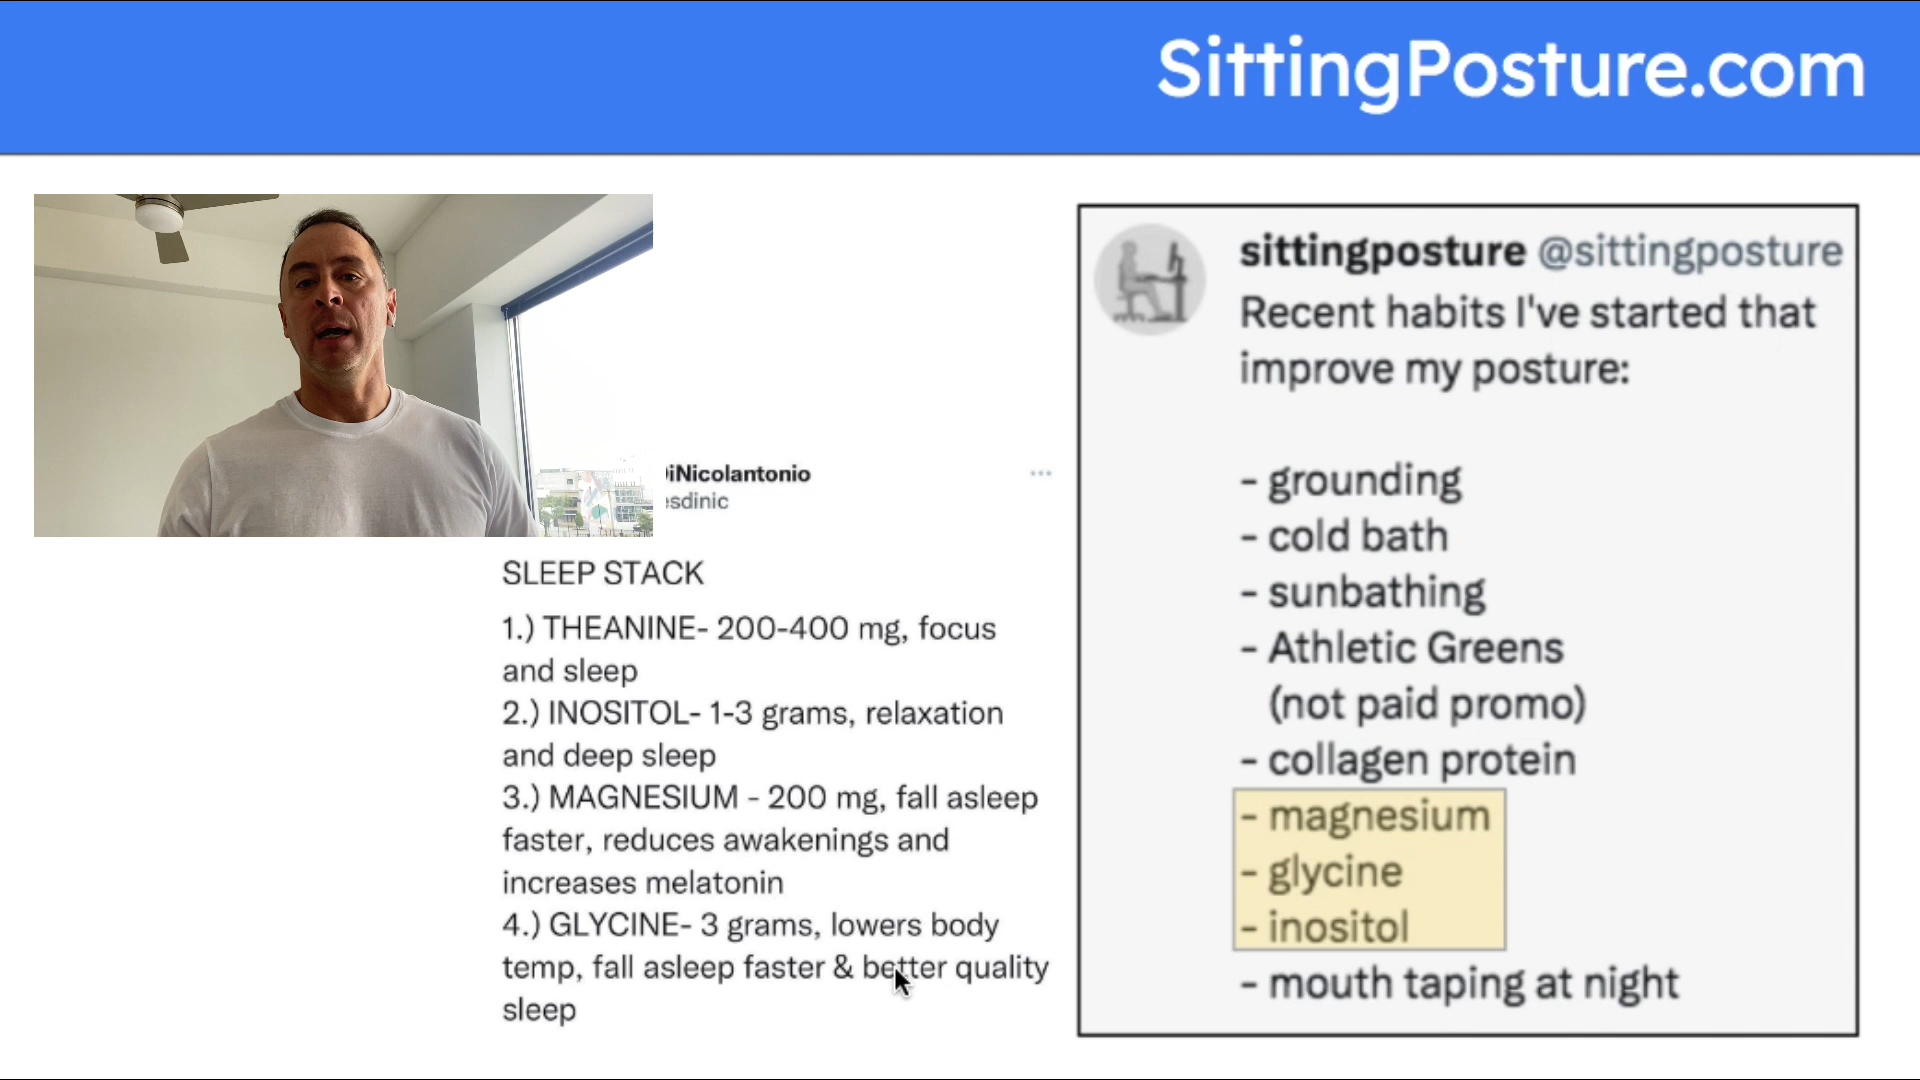 SittingPosture.com
iNicolantonio
sdinic
SLEEP STACK
1.) THEANINE- 200-400 mg, focus
and sleep
2.) INOSITOL- 1-3 grams, relaxation
and deep sleep
3.) MAGNESIUM - 200 mg, fall asleep
faster, reduces awakenings and
increases melatonin
4.) GLYCINE- 3 grams, lowers body
temp, fall asleep faster & better quality
sleep
sittingposture @sittingposture
Recent habits I've started that
improve my posture:
- grounding
- cold bath
- sunbathing
- Athletic Greens
(not paid promo)
- collagen protein
- magnesium
- glycine
- inositol
- mouth taping at night